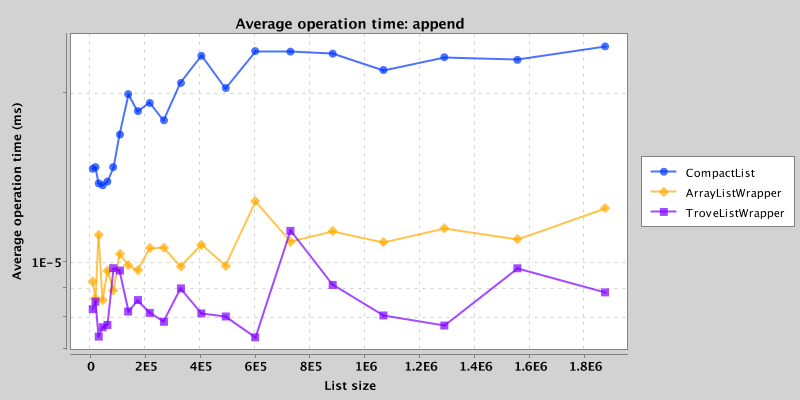 Average operation time: append
Average operation time (ms)
1E-5
0 2E5 4E5 6E5 8E5 1E6 1.2E6 1.4E6 1.6E6 1.8E6
List size
CompactList
ArrayListWrapper
TroveListWrapper